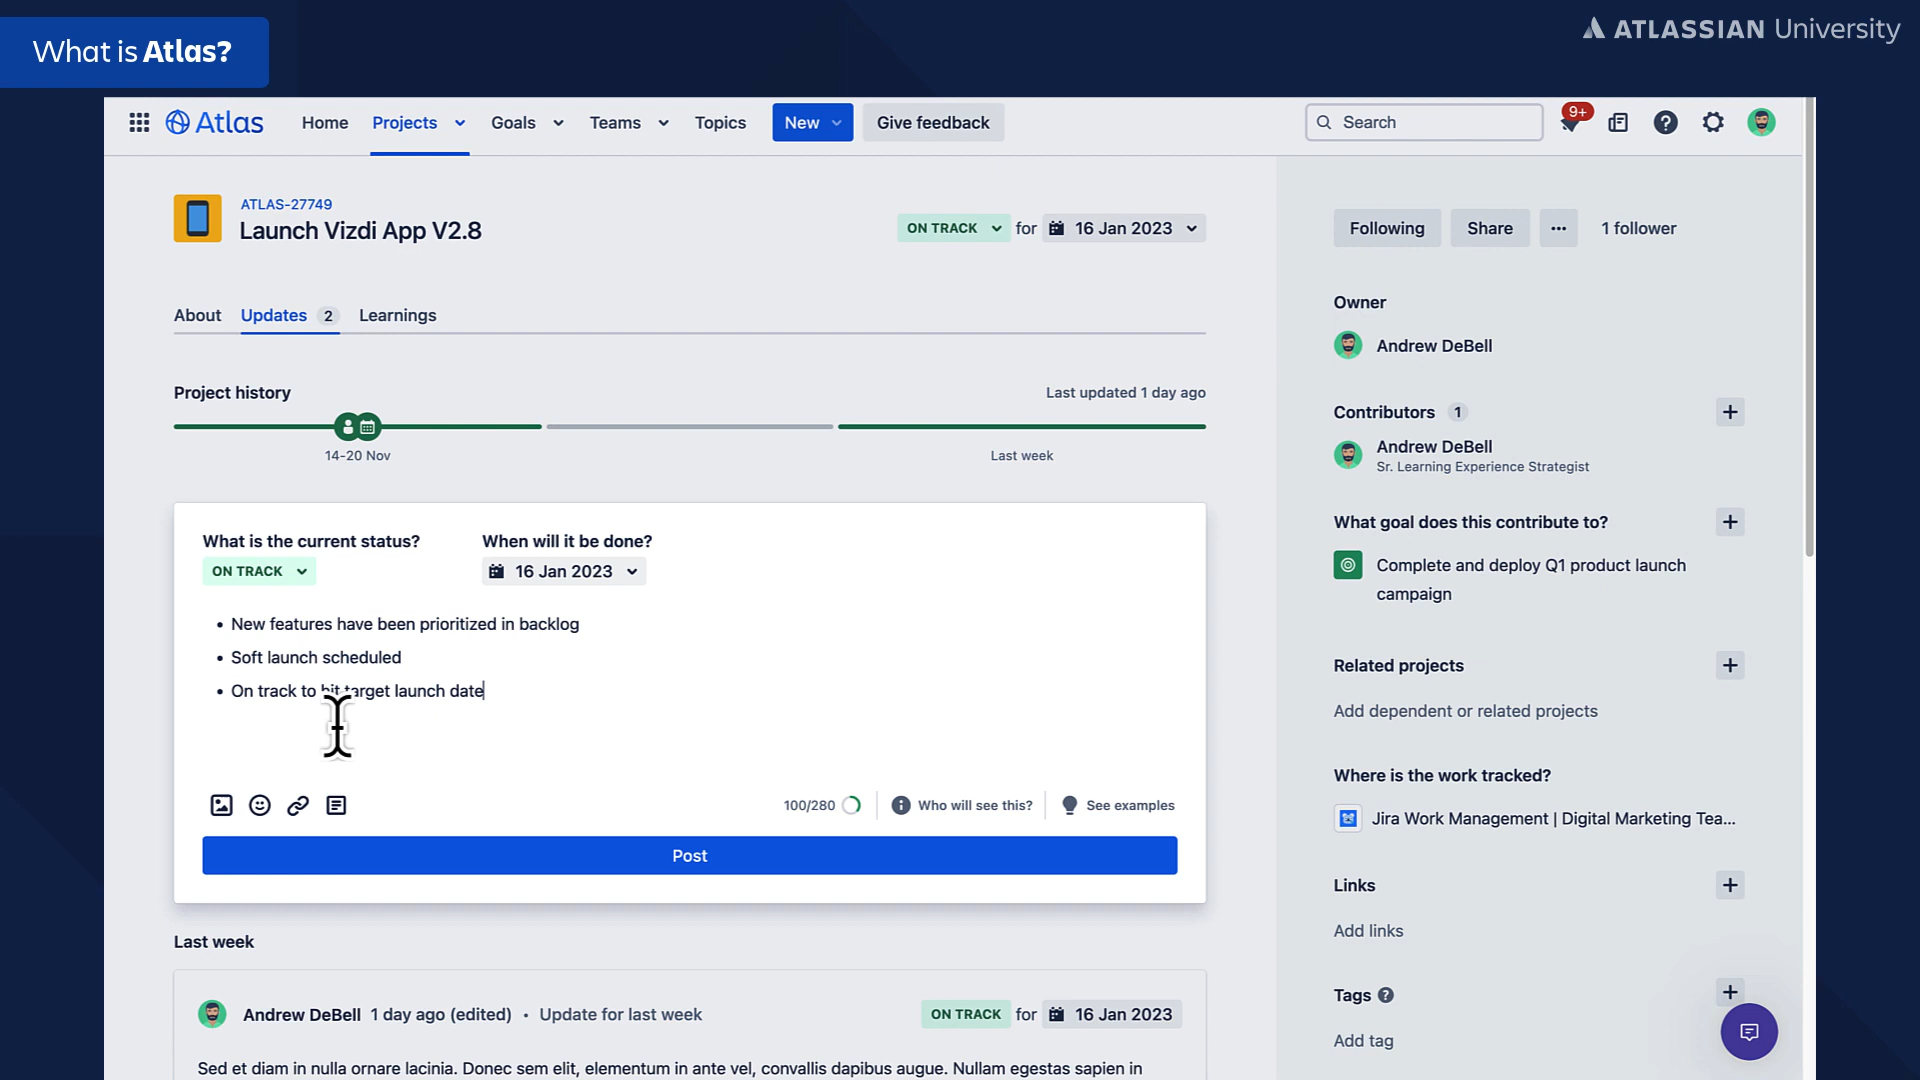 What is Atlas?
ATLASSIAN University
Atlas
Home
Projects
Goals
Teams
Topics
New
Give feedback
Search
9+
ATLAS-27749
Launch Vizdi App V2.8
ON TRACK for 16 Jan 2023
Following
Share
1 follower
About
Updates 2
Learnings
Project history
Last updated 1 day ago
14-20 Nov
Last week
What is the current status?
ON TRACK
When will it be done?
16 Jan 2023
• New features have been prioritized in backlog
• Soft launch scheduled
• On track to hit target launch date
100/280
Who will see this?
See examples
Post
Last week
Andrew DeBell 1 day ago (edited) • Update for last week
ON TRACK for 16 Jan 2023
Sed et diam in nulla ornare lacinia. Donec sem elit, elementum in ante vel, convallis dapibus augue. Nullam egestas sapien in
Owner
Andrew DeBell
Contributors 1
Andrew DeBell
Sr. Learning Experience Strategist
What goal does this contribute to?
Complete and deploy Q1 product launch
campaign
Related projects
Add dependent or related projects
Where is the work tracked?
Jira Work Management | Digital Marketing Tea...
Links
Add links
Tags
Add tag